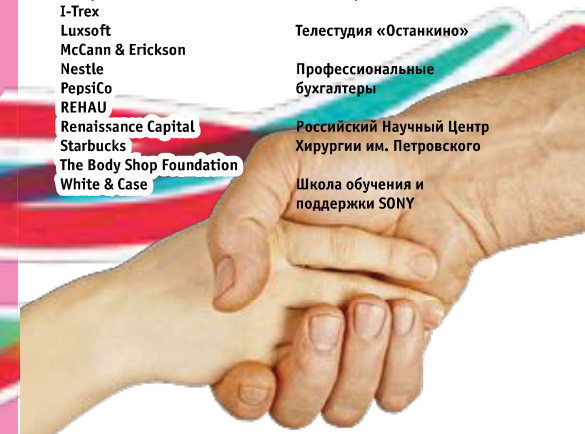 I-Trex
Luxsoft
McCann & Erickson
Nestle
PepsiCo
REHAU
Renaissance Capital
Starbucks
The Body Shop Foundation
White & Case
Телестудия «Останкино»
Профессиональные
бухгалтеры
Российский Научный Центр
Хирургии им. Петровского
Школа обучения и
поддержки SONY